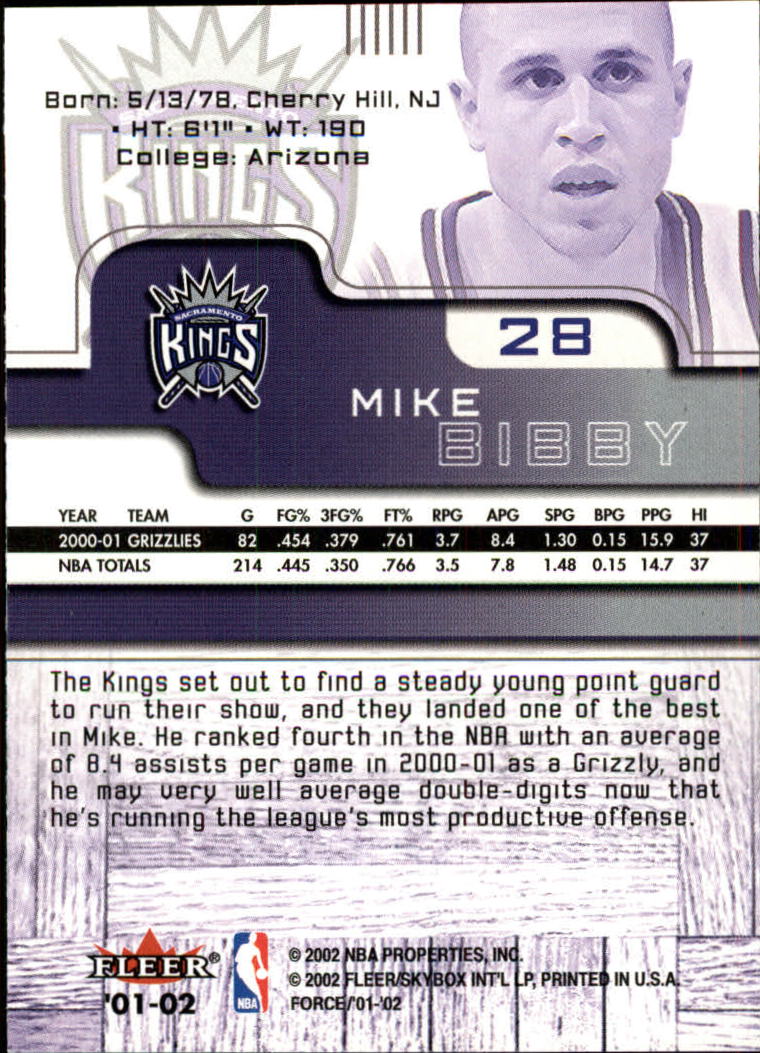 Born: 5/13/78, Cherry Hill, NJ
• HT: 6'1" • WT: 190
College: Arizona
SACRAMENTO
KINGS
28
MIKE
BIBBY
YEAR TEAM G FG% 3FG% FT% RPG APG SPG BPG PPG HI
2000-01 GRIZZLIES 82 .454 .379 .761 3.7 8.4 1.30 0.15 15.9 37
NBA TOTALS 214 .445 .350 .766 3.5 7.8 1.48 0.15 14.7 37
The Kings set out to find a steady young point guard
to run their show, and they landed one of the best
in Mike. He ranked fourth in the NBA with an average
of 8.4 assists per game in 2000-01 as a Grizzly, and
he may very well average double-digits now that
he's running the league's most productive offense.
FLEER®
'01-02
NBA
© 2002 NBA PROPERTIES, INC.
© 2002 FLEER/SKYBOX INT'L LP, PRINTED IN U.S.A.
FORCE/'01-'02